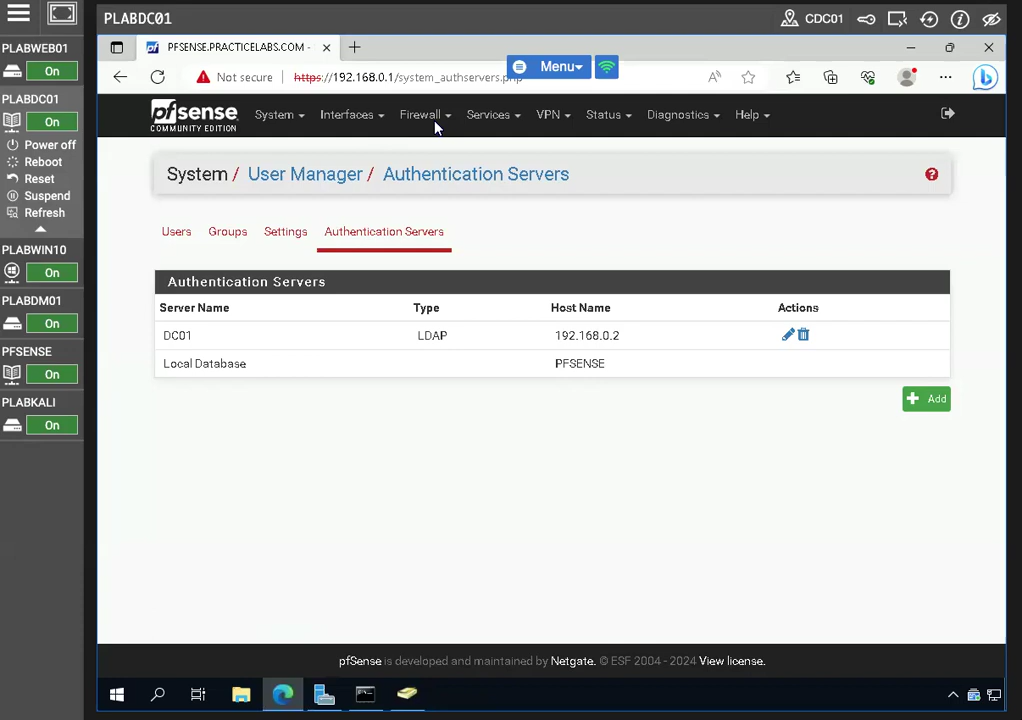 PLABDC01
CDC01
PLABWEB01
On
PLABDC01
On
Power off
Reboot
Reset
Suspend
Refresh
PLABWIN10
On
PLABDM01
On
PFSENSE
On
PLABKALI
On
PFSENSE.PRACTICELABS.COM -
Menu
Not secure
https://192.168.0.1/system_authservers.php
pfsense
COMMUNITY EDITION
System
Interfaces
Firewall
Services
VPN
Status
Diagnostics
Help
System / User Manager / Authentication Servers
Users
Groups
Settings
Authentication Servers
Authentication Servers
Server Name Type Host Name Actions
DC01 LDAP 192.168.0.2
Local Database PFSENSE
Add
pfSense is developed and maintained by Netgate. © ESF 2004 - 2024 View license.